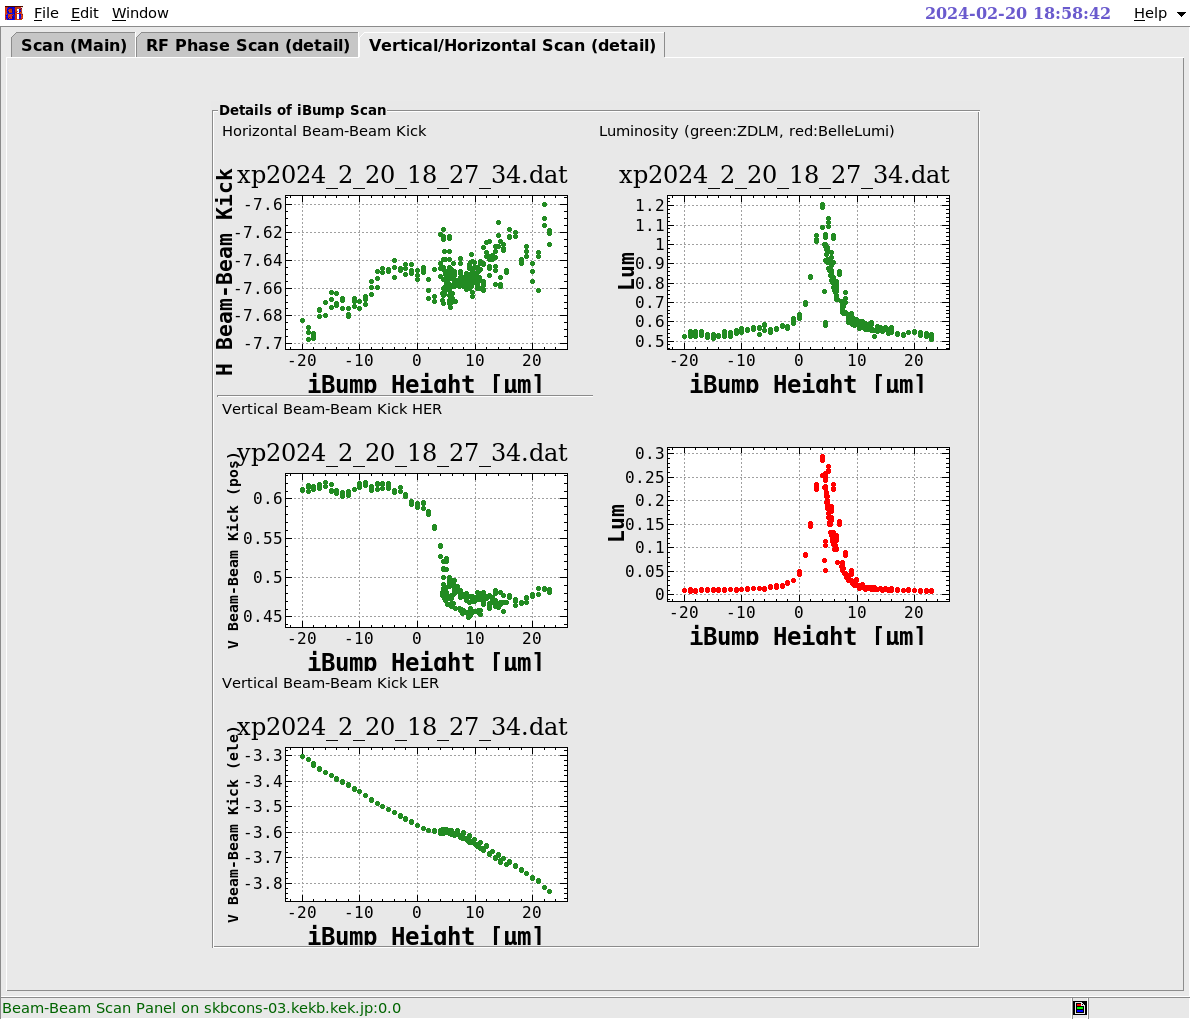 File Edit Window 2024-02-20 18:58:42 Help
Scan (Main) RF Phase Scan (detail) Vertical/Horizontal Scan (detail)
Details of iBump Scan
Horizontal Beam-Beam Kick
xp2024_2_20_18_27_34.dat
H Beam-Beam Kick
-7.6
-7.62
-7.64
-7.66
-7.68
-7.7
-20 -10 0 10 20
iBump Height [µm]
Luminosity (green:ZDLM, red:BelleLumi)
xp2024_2_20_18_27_34.dat
Lum
1.2
1.1
1
0.9
0.8
0.7
0.6
0.5
-20 -10 0 10 20
iBump Height [µm]
Vertical Beam-Beam Kick HER
yp2024_2_20_18_27_34.dat
V Beam-Beam Kick (pos)
0.6
0.55
0.5
0.45
-20 -10 0 10 20
iBump Height [µm]
Lum
0.3
0.25
0.2
0.15
0.1
0.05
0
-20 -10 0 10 20
iBump Height [µm]
Vertical Beam-Beam Kick LER
xp2024_2_20_18_27_34.dat
V Beam-Beam Kick (ele)
-3.3
-3.4
-3.5
-3.6
-3.7
-3.8
-20 -10 0 10 20
iBump Height [µm]
Beam-Beam Scan Panel on skbcons-03.kekb.kek.jp:0.0